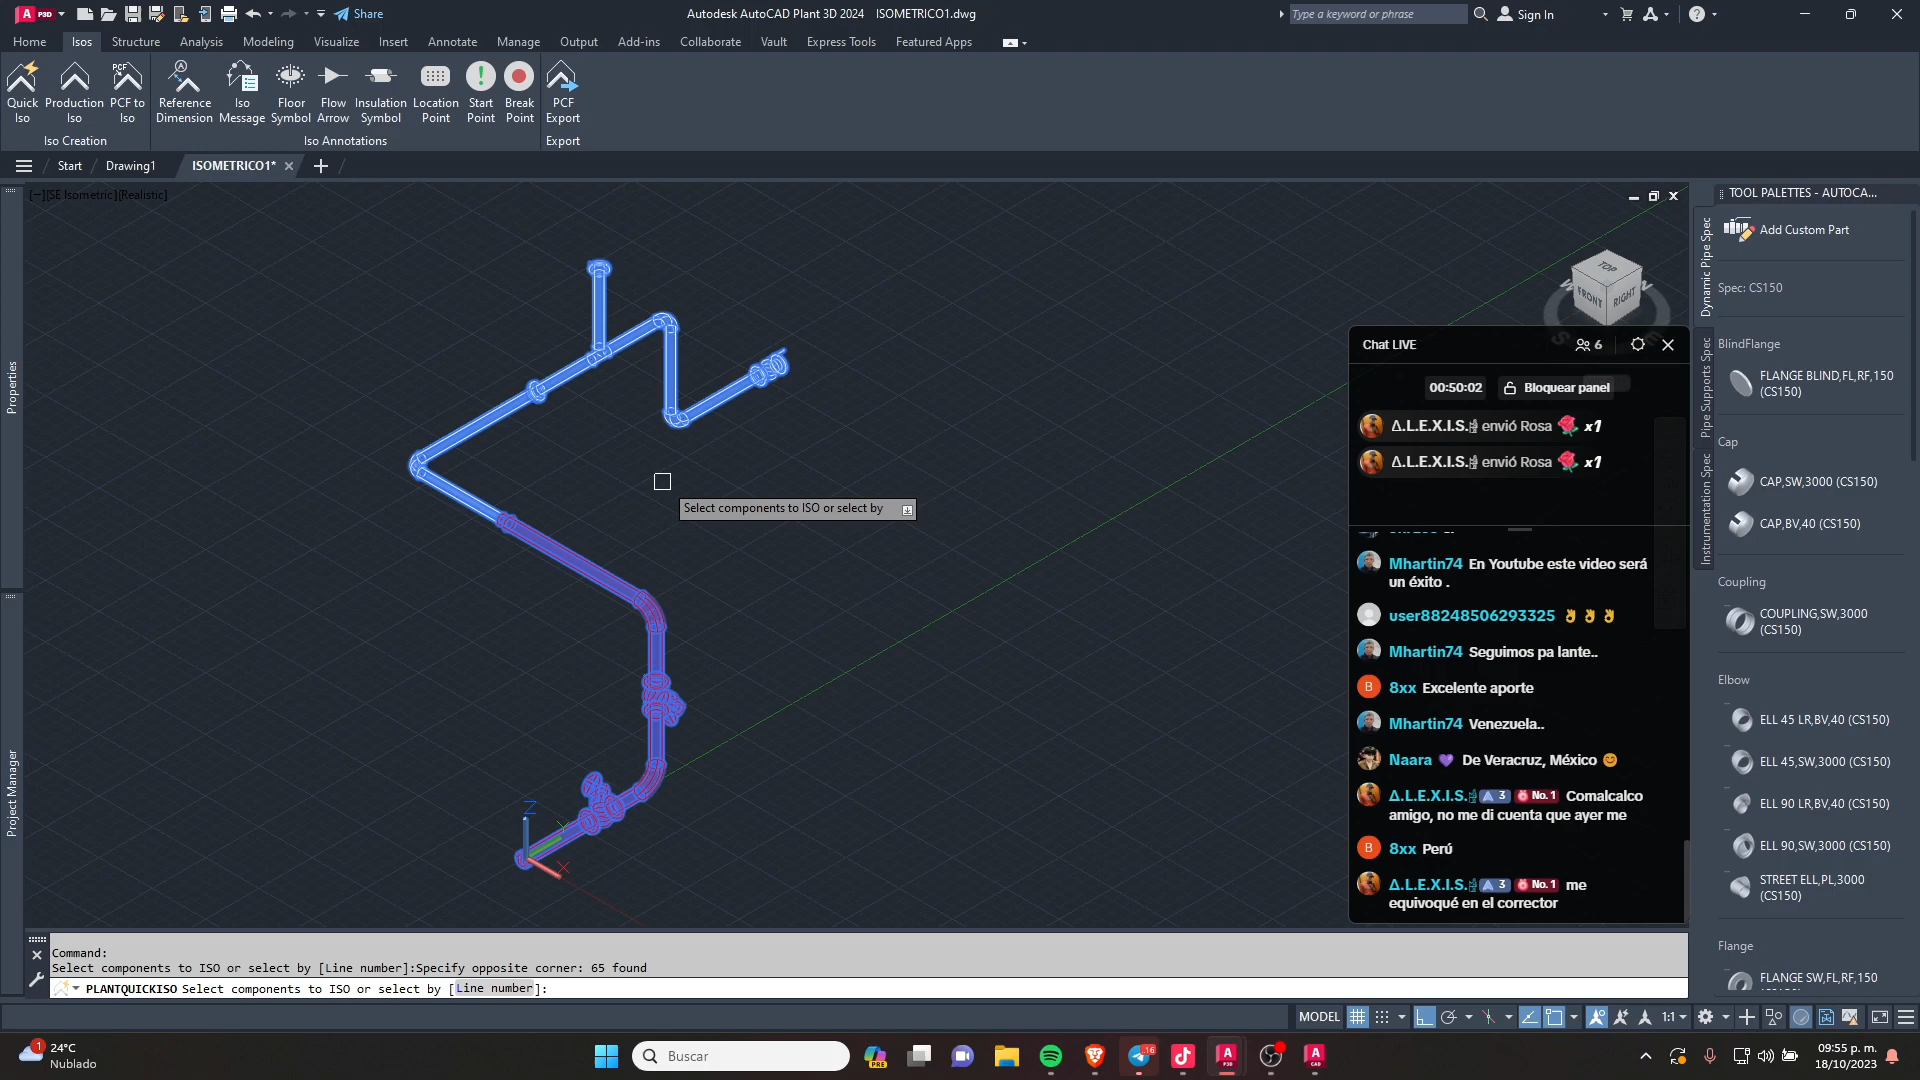 Share
Autodesk AutoCAD Plant 3D 2024 ISOMETRICO1.dwg
Type a keyword or phrase
Sign In
Home Isos Structure Analysis Modeling Visualize Insert Annotate Manage Output Add-ins Collaborate Vault Express Tools Featured Apps
Quick Iso
Production Iso
PCF to Iso
Reference Dimension
Iso Message
Floor Symbol
Flow Arrow
Insulation Symbol
Location Point
Start Point
Break Point
PCF Export
Iso Creation
Iso Annotations
Export
Start
Drawing1
ISOMETRICO1*
[−][SE Isometric][Realistic]
Properties
Project Manager
TOP
FRONT
RIGHT
Select components to ISO or select by
Z
Y
X
Chat LIVE
6
00:50:02
Bloquear panel
Δ.L.E.X.I.S. envió Rosa x1
Δ.L.E.X.I.S. envió Rosa x1
Mhartin74 En Youtube este video será
un éxito .
user88248506293325 👌👌👌
Mhartin74 Seguimos pa lante..
8xx Excelente aporte
Mhartin74 Venezuela..
Naara 💜 De Veracruz, México 😊
Δ.L.E.X.I.S. 3 No. 1 Comalcalco
amigo, no me di cuenta que ayer me
8xx Perú
Δ.L.E.X.I.S. 3 No. 1 me
equivoqué en el corrector
TOOL PALETTES - AUTOCA...
Dynamic Pipe Spec
Pipe Supports Spec
Instrumentation Spec
Add Custom Part
Spec: CS150
BlindFlange
FLANGE BLIND,FL,RF,150
(CS150)
Cap
CAP,SW,3000 (CS150)
CAP,BV,40 (CS150)
Coupling
COUPLING,SW,3000
(CS150)
Elbow
ELL 45 LR,BV,40 (CS150)
ELL 45,SW,3000 (CS150)
ELL 90 LR,BV,40 (CS150)
ELL 90,SW,3000 (CS150)
STREET ELL,PL,3000
(CS150)
Flange
FLANGE SW,FL,RF,150
Command:
Select components to ISO or select by [Line number]:Specify opposite corner: 65 found
PLANTQUICKISO Select components to ISO or select by [Line number]:
MODEL
1:1
24°C
Nublado
Buscar
09:55 p. m.
18/10/2023